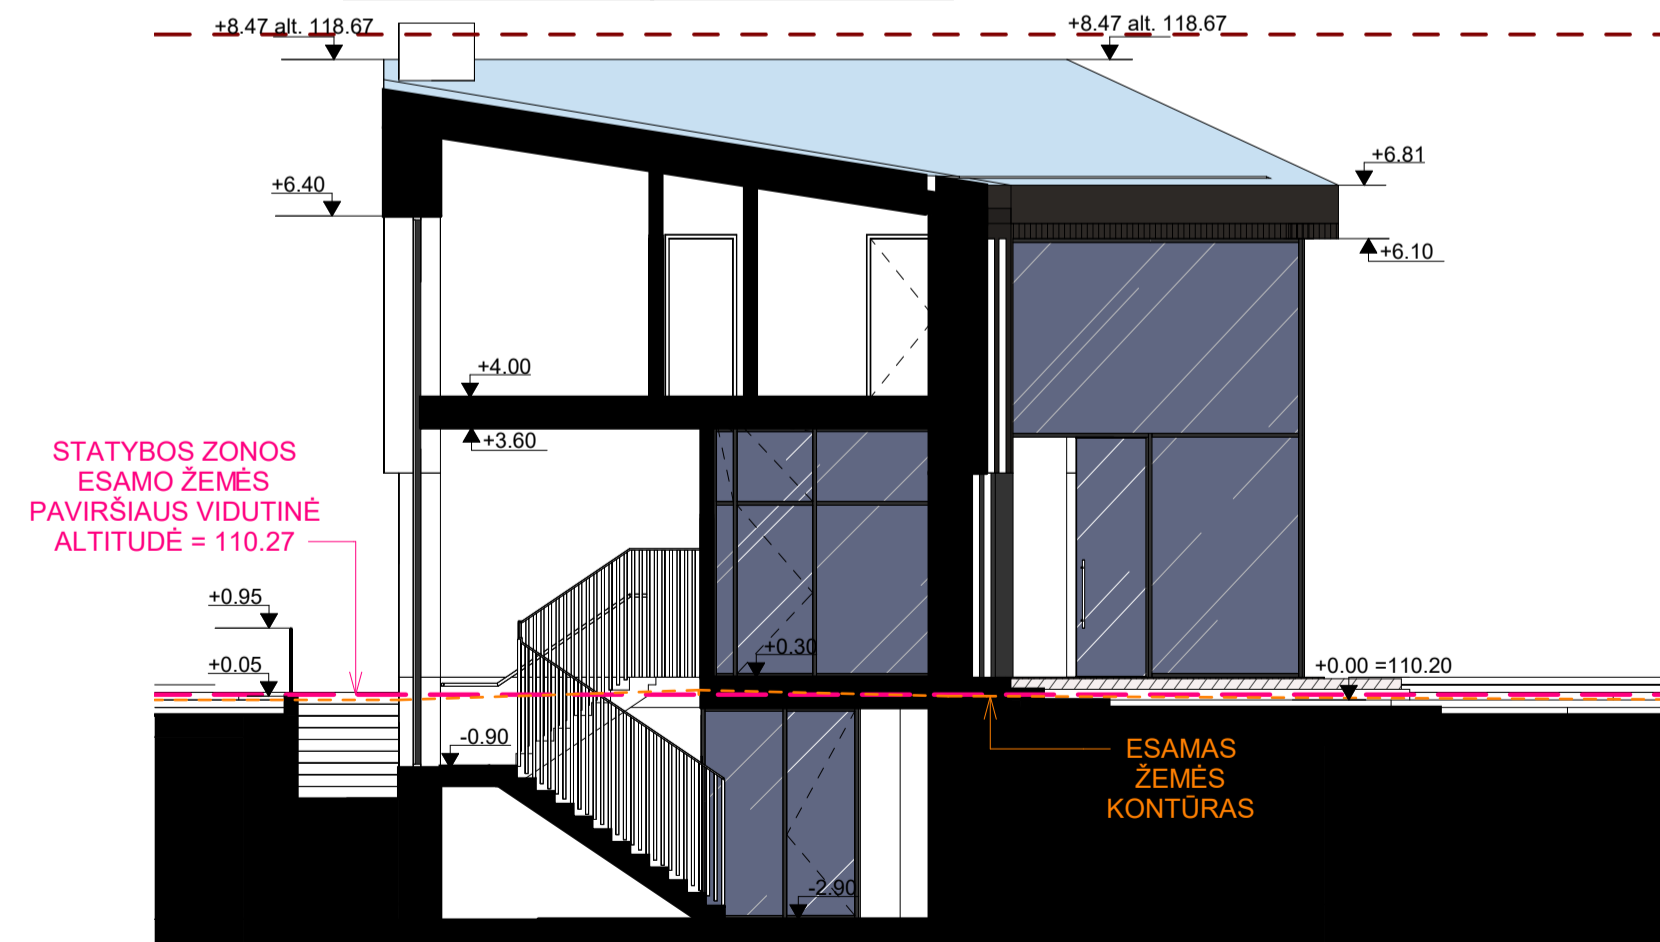 +8.47 alt. 118.67
+8.47 alt. 118.67
+6.81
+6.40
+6.10
+4.00
+3.60
STATYBOS ZONOS
ESAMO ŽEMĖS
PAVIRŠIAUS VIDUTINĖ
ALTITUDĖ = 110.27
+0.95
+0.30
+0.05
+0.00 =110.20
-0.90
ESAMAS
ŽEMĖS
KONTŪRAS
-2.90